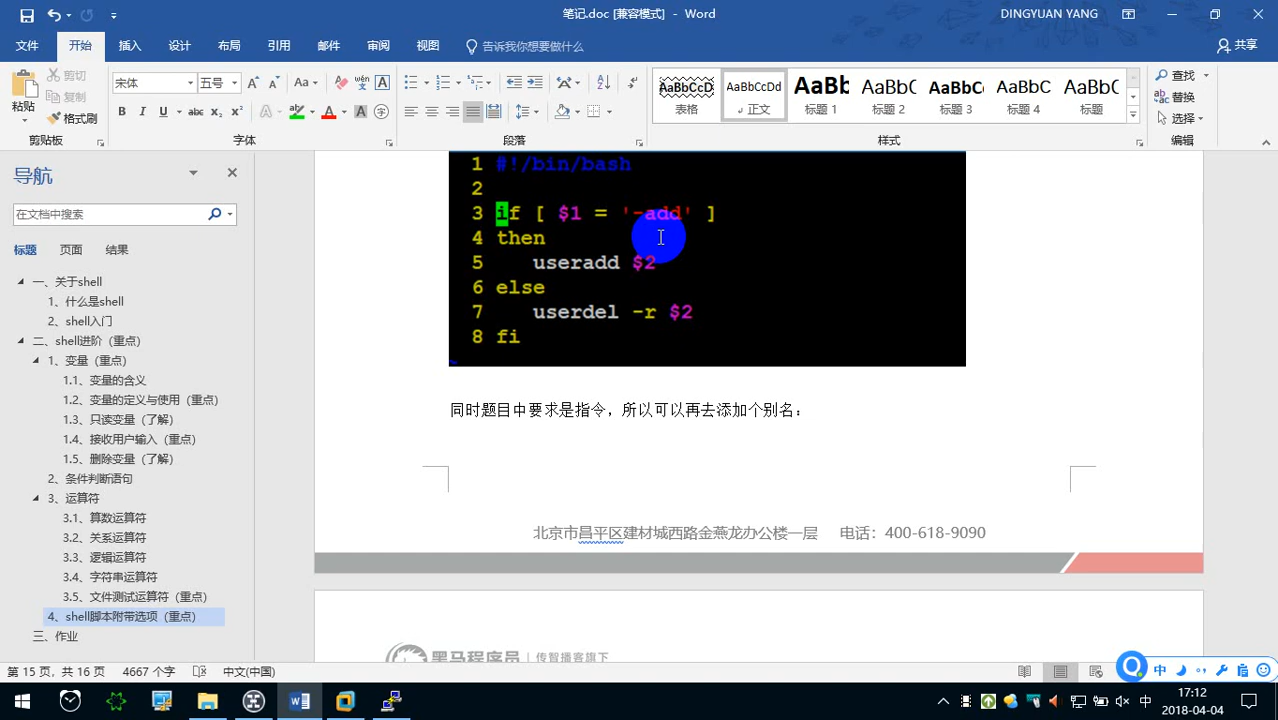 笔记.doc [兼容模式] - Word
DINGYUAN YANG
文件 开始 插入 设计 布局 引用 邮件 审阅 视图 告诉我你想要做什么 共享
粘贴
剪切
复制
格式刷
剪贴板
宋体 五号
字体
段落
AaBbCcD 表格
AaBbCcDd 正文
AaBb 标题 1
AaBbC 标题 2
AaBbC 标题 3
AaBbC 标题 4
AaBbC 标题
样式
查找
替换
选择
编辑
导航
在文档中搜索
标题 页面 结果
一、关于shell
1、什么是shell
2、shell入门
二、shell进阶（重点）
1、变量（重点）
1.1、变量的含义
1.2、变量的定义与使用（重点）
1.3、只读变量（了解）
1.4、接收用户输入（重点）
1.5、删除变量（了解）
2、条件判断语句
3、运算符
3.1、算数运算符
3.2、关系运算符
3.3、逻辑运算符
3.4、字符串运算符
3.5、文件测试运算符（重点）
4、shell脚本附带选项（重点）
三、作业
1 #!/bin/bash
2
3 if [ $1 = '-add' ]
4 then
5 useradd $2
6 else
7 userdel -r $2
8 fi
~
同时题目中要求是指令，所以可以再去添加个别名：
北京市昌平区建材城西路金燕龙办公楼一层 电话：400-618-9090
黑马程序员 传智播客旗下
第 15 页，共 16 页 4667 个字 中文(中国)
中
中 17:12
2018-04-04